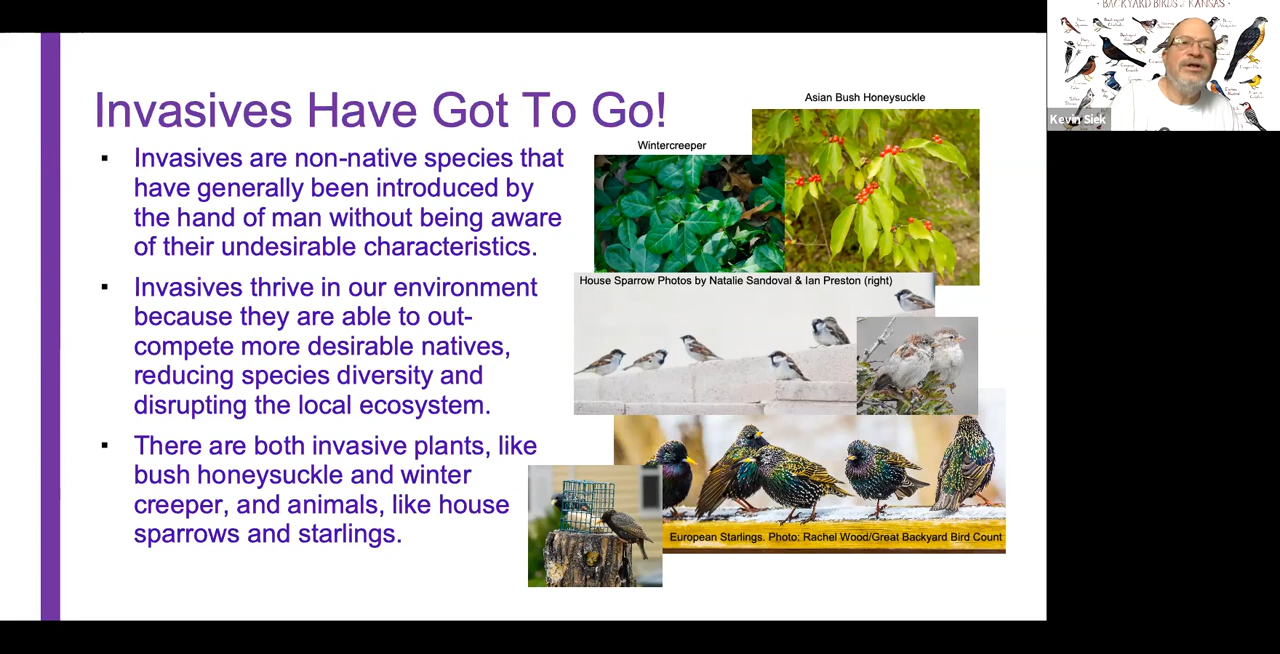 Invasives Have Got To Go!
▪ Invasives are non-native species that
have generally been introduced by
the hand of man without being aware
of their undesirable characteristics.
▪ Invasives thrive in our environment
because they are able to out-
compete more desirable natives,
reducing species diversity and
disrupting the local ecosystem.
▪ There are both invasive plants, like
bush honeysuckle and winter
creeper, and animals, like house
sparrows and starlings.
Asian Bush Honeysuckle
Wintercreeper
House Sparrow Photos by Natalie Sandoval & Ian Preston (right)
European Starlings. Photo: Rachel Wood/Great Backyard Bird Count
BACKYARD BIRDS of KANSAS
Kevin Siek